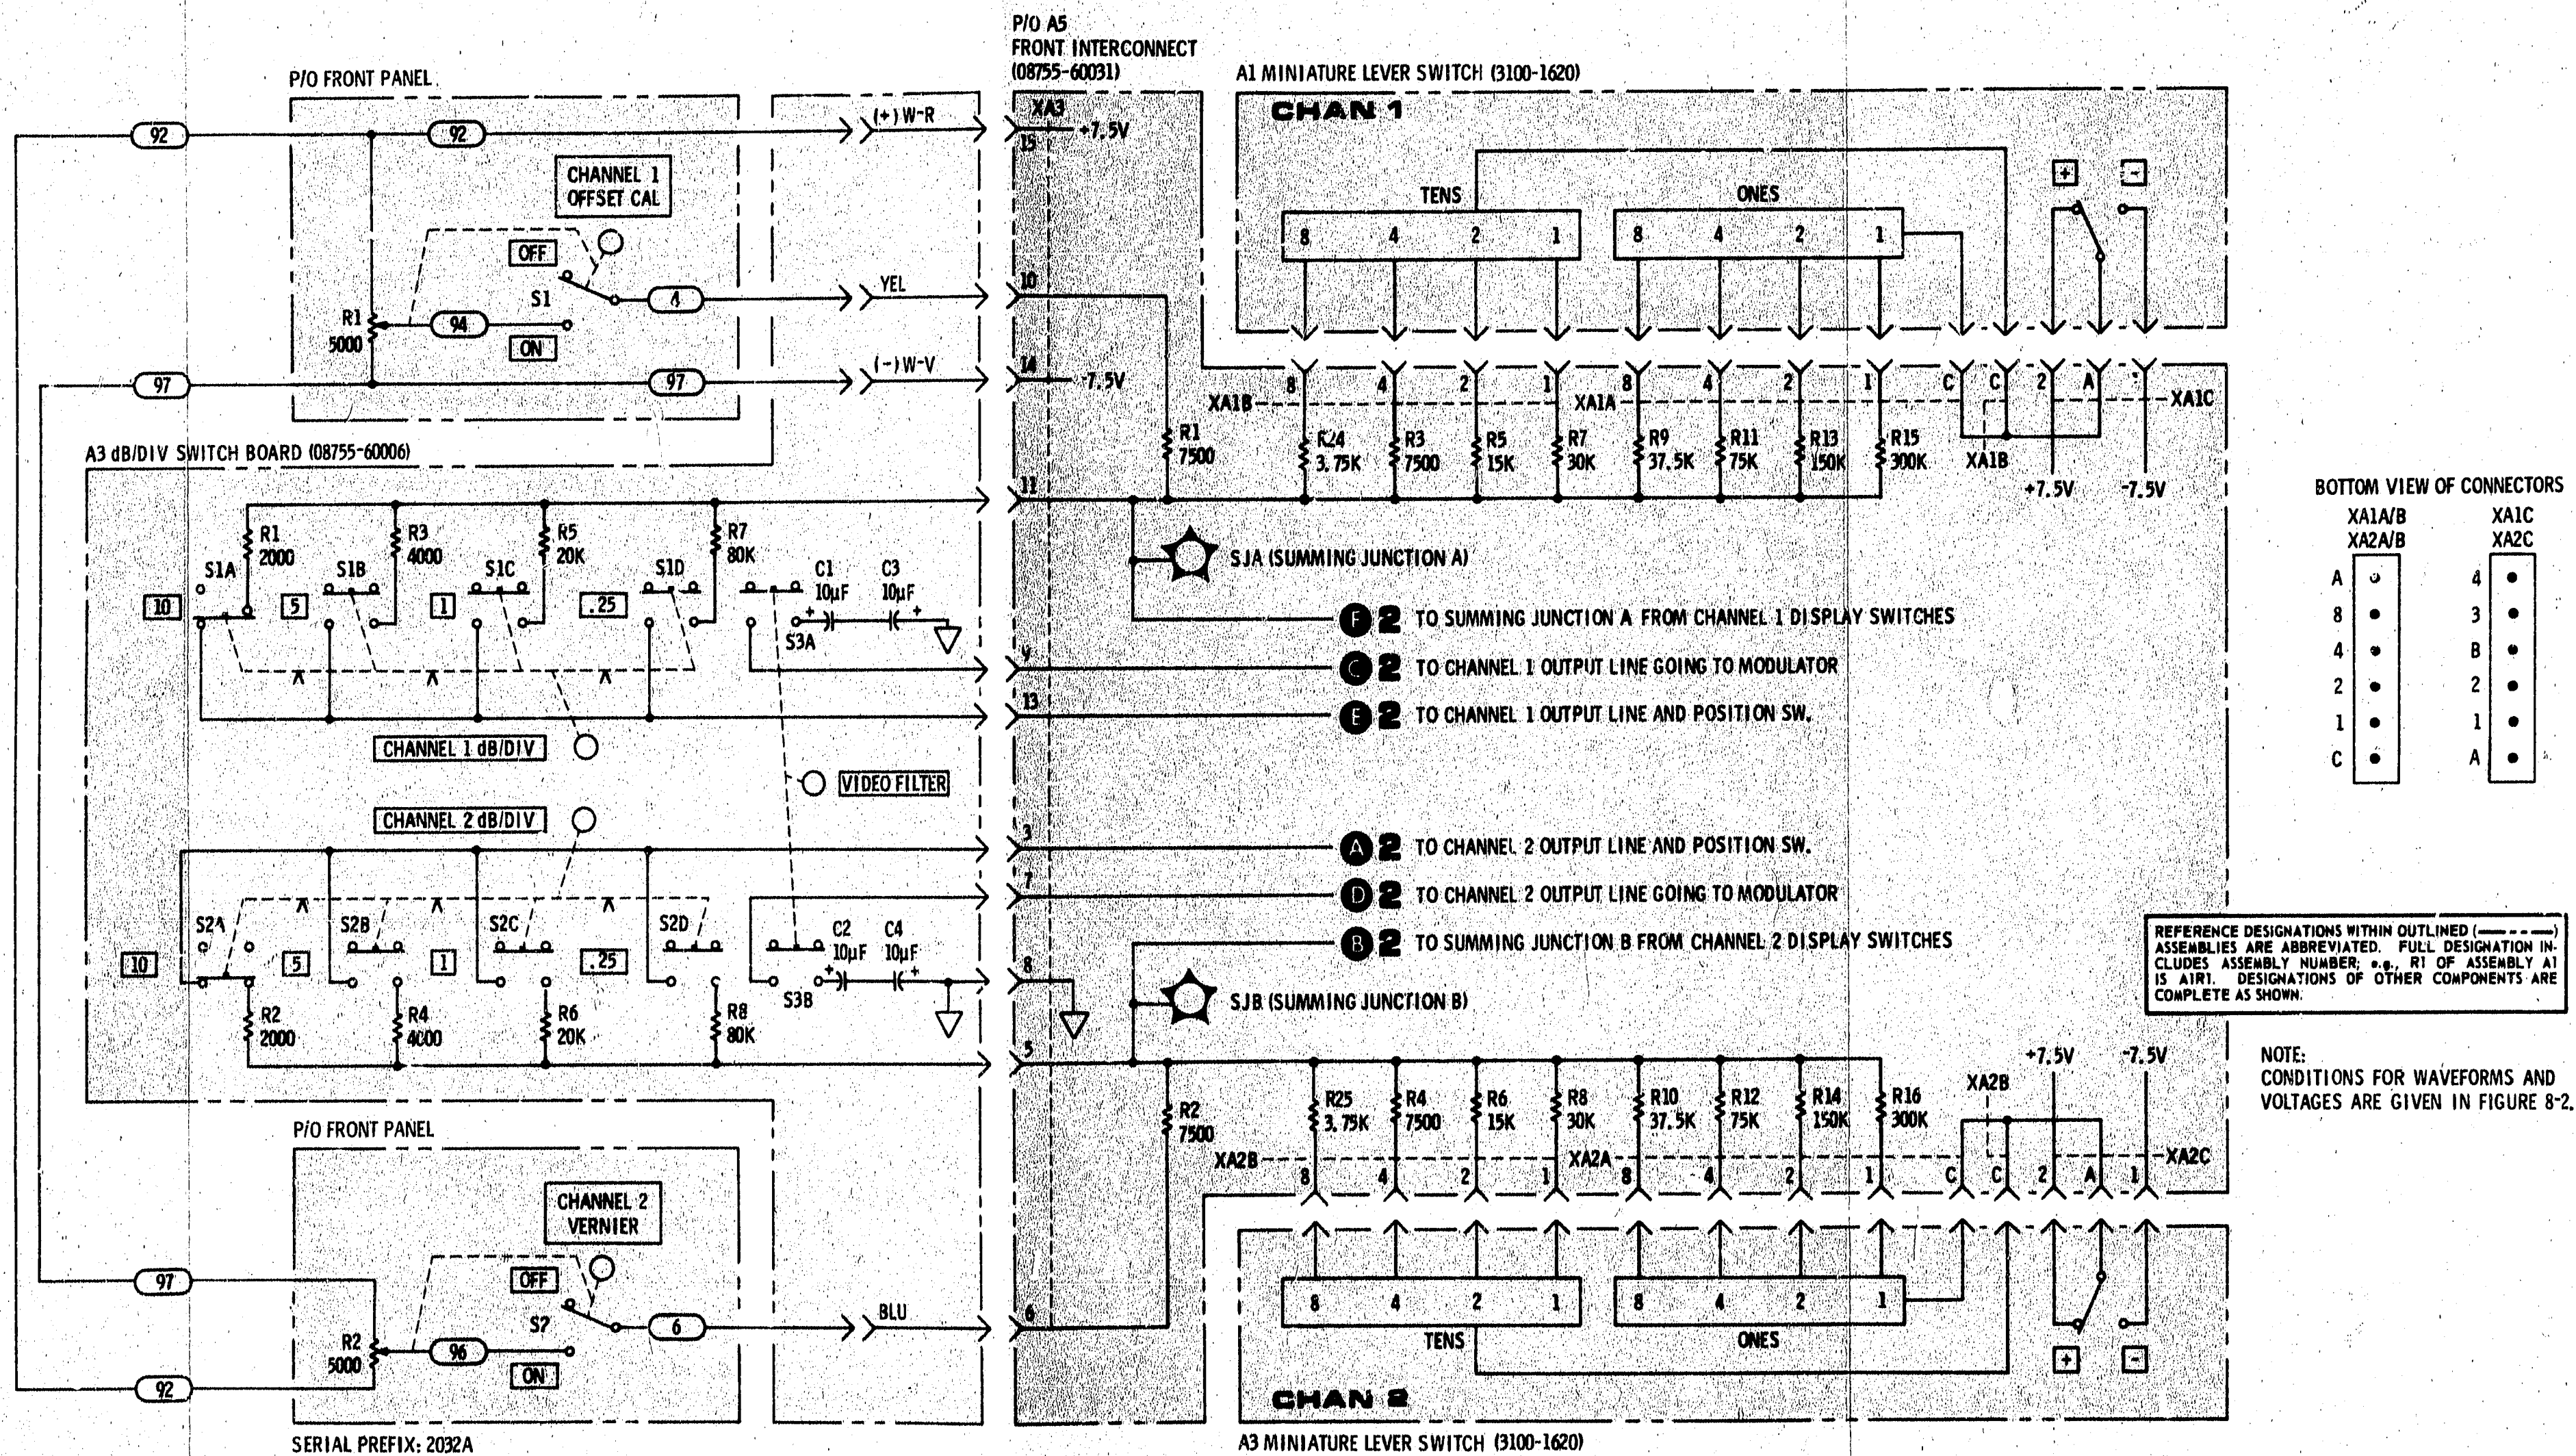 P/O A5
FRONT INTERCONNECT
(08755-60031)
A1 MINIATURE LEVER SWITCH (3100-1620)
P/O FRONT PANEL
CHAN 1
92
92
(+) W-R
XA3
+7.5V
15
CHANNEL 1
OFFSET CAL
TENS
ONES
+
-
8 4 2 1
8 4 2 1
OFF
S1
4
YEL
10
R1
5000
94
ON
97
97
(-) W-V
14
-7.5V
8 4 2 1 8 4 2 1 C C 2 A
XA1B
XA1A
XA1C
R1
7500
R24
3.75K
R3
7500
R5
15K
R7
30K
R9
37.5K
R11
75K
R13
150K
R15
300K
XA1B
+7.5V
-7.5V
A3 dB/DIV SWITCH BOARD (08755-60006)
11
R1
2000
R3
4000
R5
20K
R7
80K
S1A
S1B
S1C
S1D
C1
10µF
C3
10µF
+
+
10
5
1
.25
S3A
SJA (SUMMING JUNCTION A)
F 2 TO SUMMING JUNCTION A FROM CHANNEL 1 DISPLAY SWITCHES
9
C 2 TO CHANNEL 1 OUTPUT LINE GOING TO MODULATOR
13
E 2 TO CHANNEL 1 OUTPUT LINE AND POSITION SW.
CHANNEL 1 dB/DIV
VIDEO FILTER
CHANNEL 2 dB/DIV
3
A 2 TO CHANNEL 2 OUTPUT LINE AND POSITION SW.
7
D 2 TO CHANNEL 2 OUTPUT LINE GOING TO MODULATOR
B 2 TO SUMMING JUNCTION B FROM CHANNEL 2 DISPLAY SWITCHES
S2A
S2B
S2C
S2D
C2
10µF
C4
10µF
+
+
10
5
1
.25
S3B
8
SJB (SUMMING JUNCTION B)
R2
2000
R4
4000
R6
20K
R8
80K
5
BOTTOM VIEW OF CONNECTORS
XA1A/B
XA2A/B
XA1C
XA2C
A
8
4
2
1
C
4
3
B
2
1
A
REFERENCE DESIGNATIONS WITHIN OUTLINED (— - - —)
ASSEMBLIES ARE ABBREVIATED. FULL DESIGNATION IN-
CLUDES ASSEMBLY NUMBER; e.g., R1 OF ASSEMBLY A1
IS A1R1. DESIGNATIONS OF OTHER COMPONENTS ARE
COMPLETE AS SHOWN.
NOTE:
CONDITIONS FOR WAVEFORMS AND
VOLTAGES ARE GIVEN IN FIGURE 8-2.
+7.5V
-7.5V
XA2B
R2
7500
R25
3.75K
R4
7500
R6
15K
R8
30K
R10
37.5K
R12
75K
R14
150K
R16
300K
XA2B
XA2A
XA2C
8 4 2 1 8 4 2 1 C C 2 A 1
P/O FRONT PANEL
CHANNEL 2
VERNIER
97
OFF
6
BLU
6
R2
5000
96
ON
92
8 4 2 1
8 4 2 1
TENS
ONES
+
-
CHAN 2
SERIAL PREFIX: 2032A
A3 MINIATURE LEVER SWITCH (3100-1620)